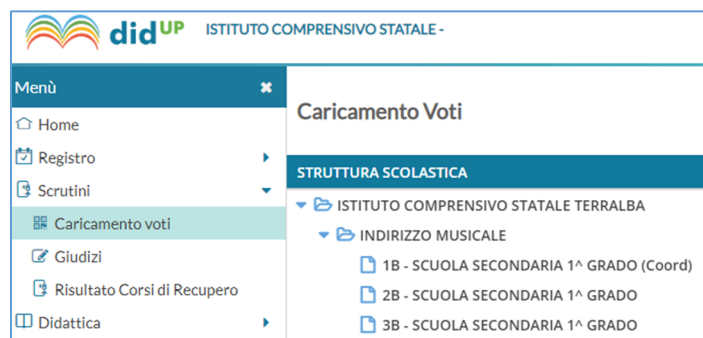 didUP ISTITUTO COMPRENSIVO STATALE -
Menù
Home
Registro
Scrutini
Caricamento voti
Giudizi
Risultato Corsi di Recupero
Didattica
Caricamento Voti
STRUTTURA SCOLASTICA
ISTITUTO COMPRENSIVO STATALE TERRALBA
INDIRIZZO MUSICALE
1B - SCUOLA SECONDARIA 1^ GRADO (Coord)
2B - SCUOLA SECONDARIA 1^ GRADO
3B - SCUOLA SECONDARIA 1^ GRADO